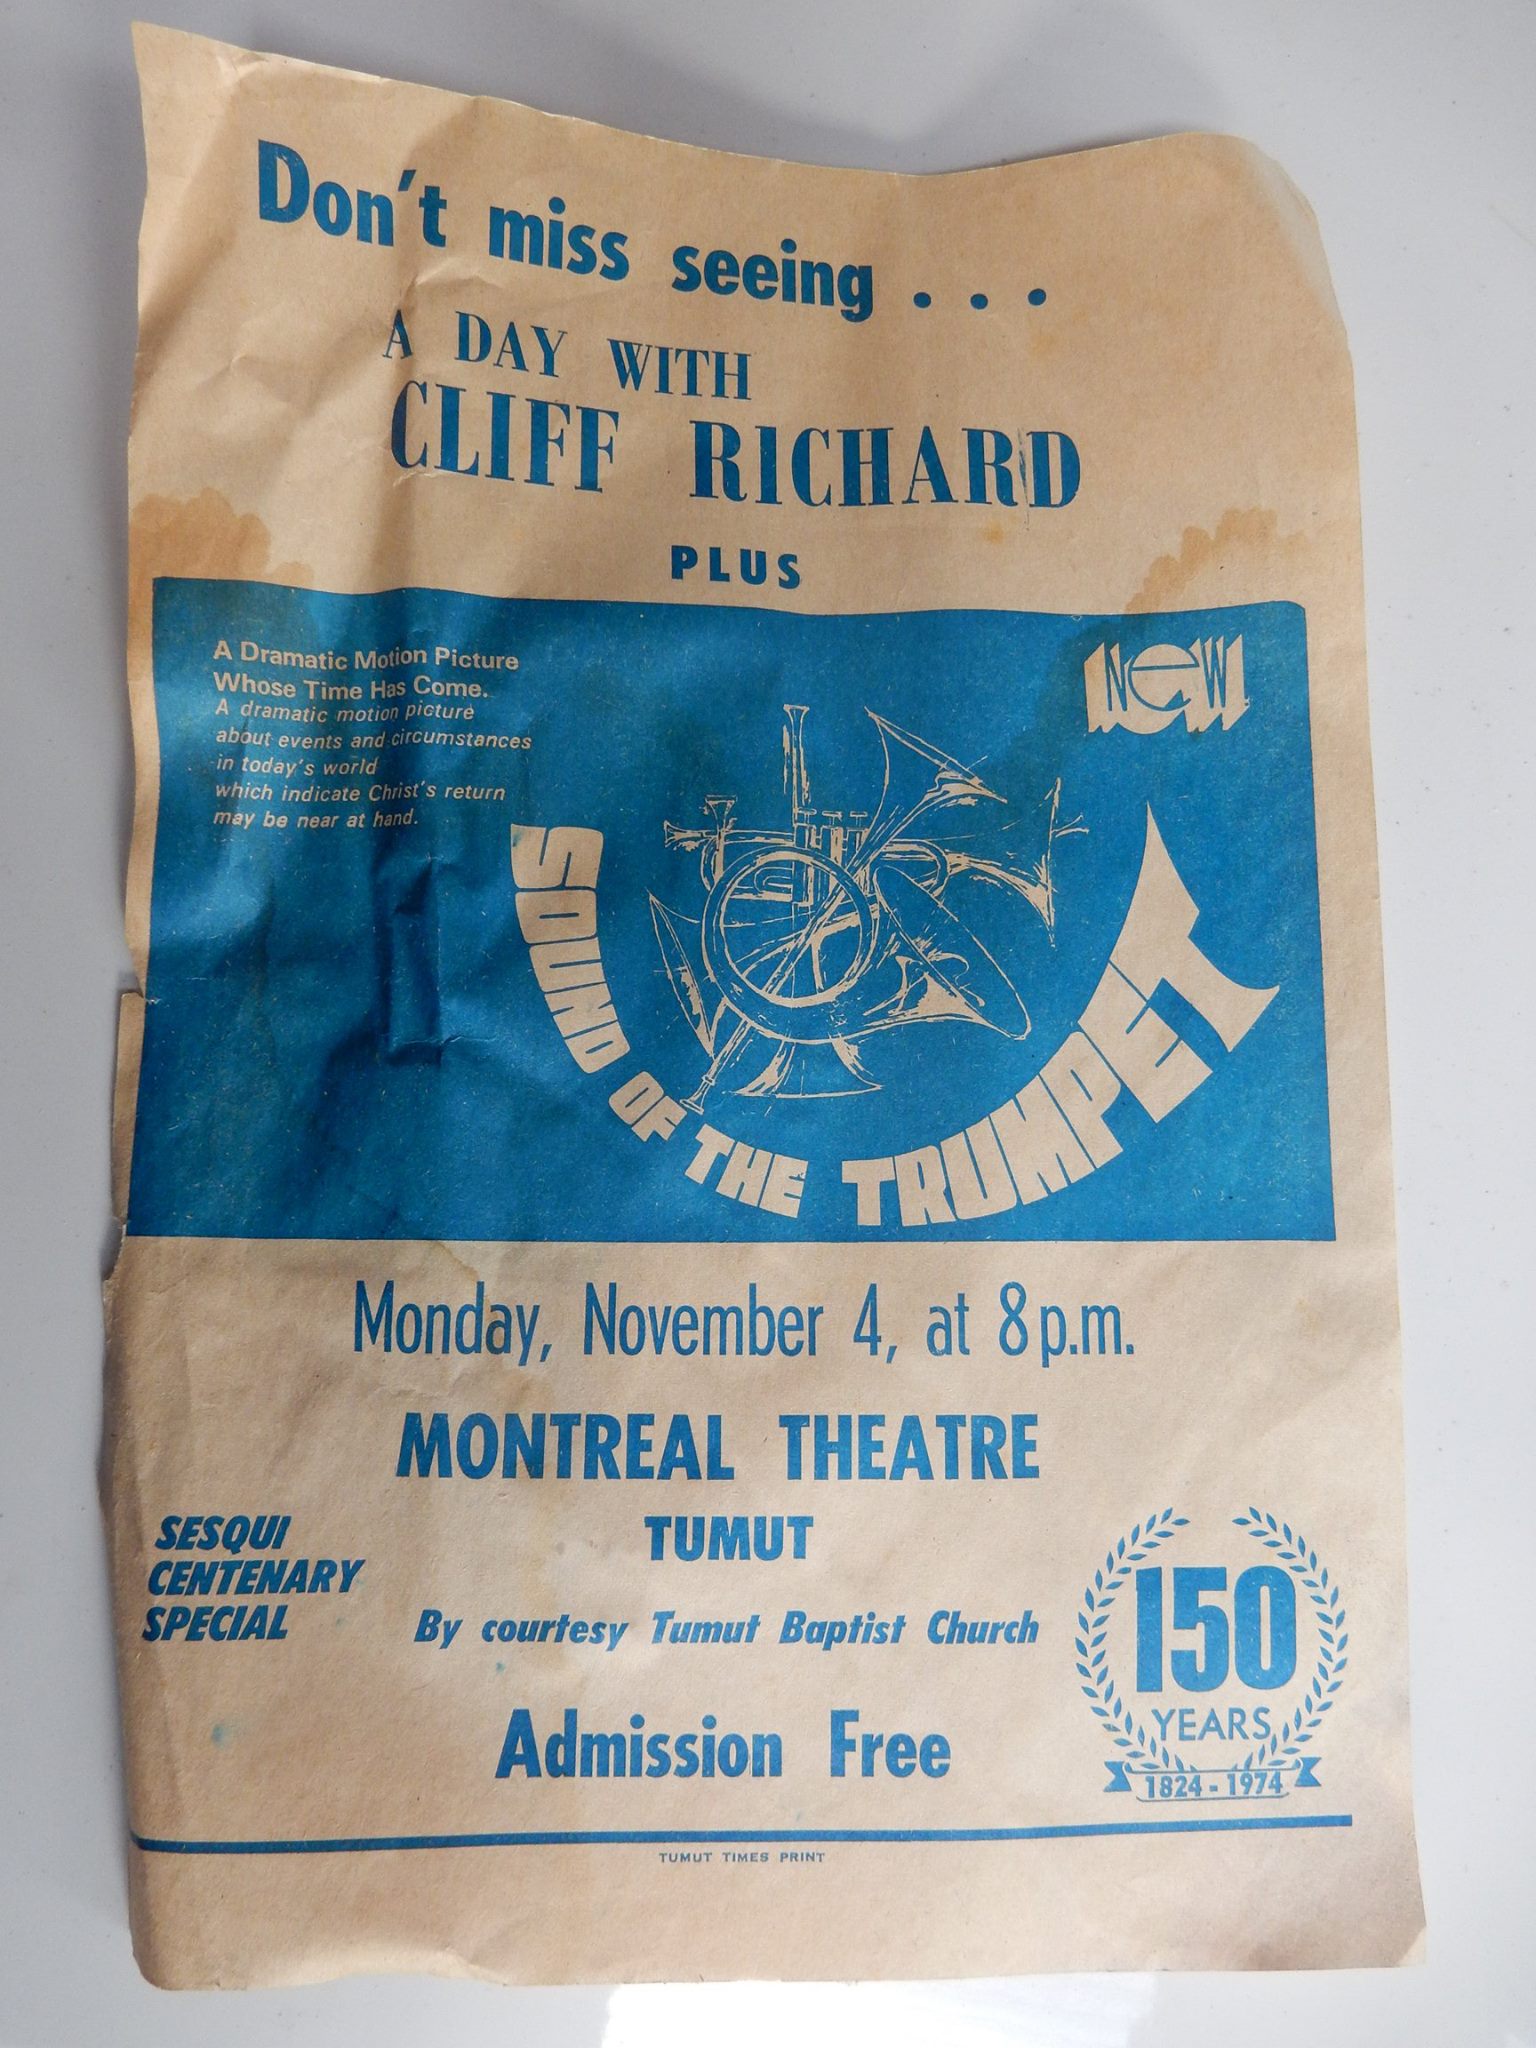 Don't miss seeing . . .
A DAY WITH
CLIFF RICHARD
PLUS
A Dramatic Motion Picture
Whose Time Has Come.
A dramatic motion picture
about events and circumstances
in today's world
which indicate Christ's return
may be near at hand.
NeW
SOUND OF THE TRUMPET
Monday, November 4, at 8 p.m.
MONTREAL THEATRE
TUMUT
SESQUI
CENTENARY
SPECIAL
By courtesy Tumut Baptist Church
Admission Free
150
YEARS
1824 - 1974
TUMUT TIMES PRINT